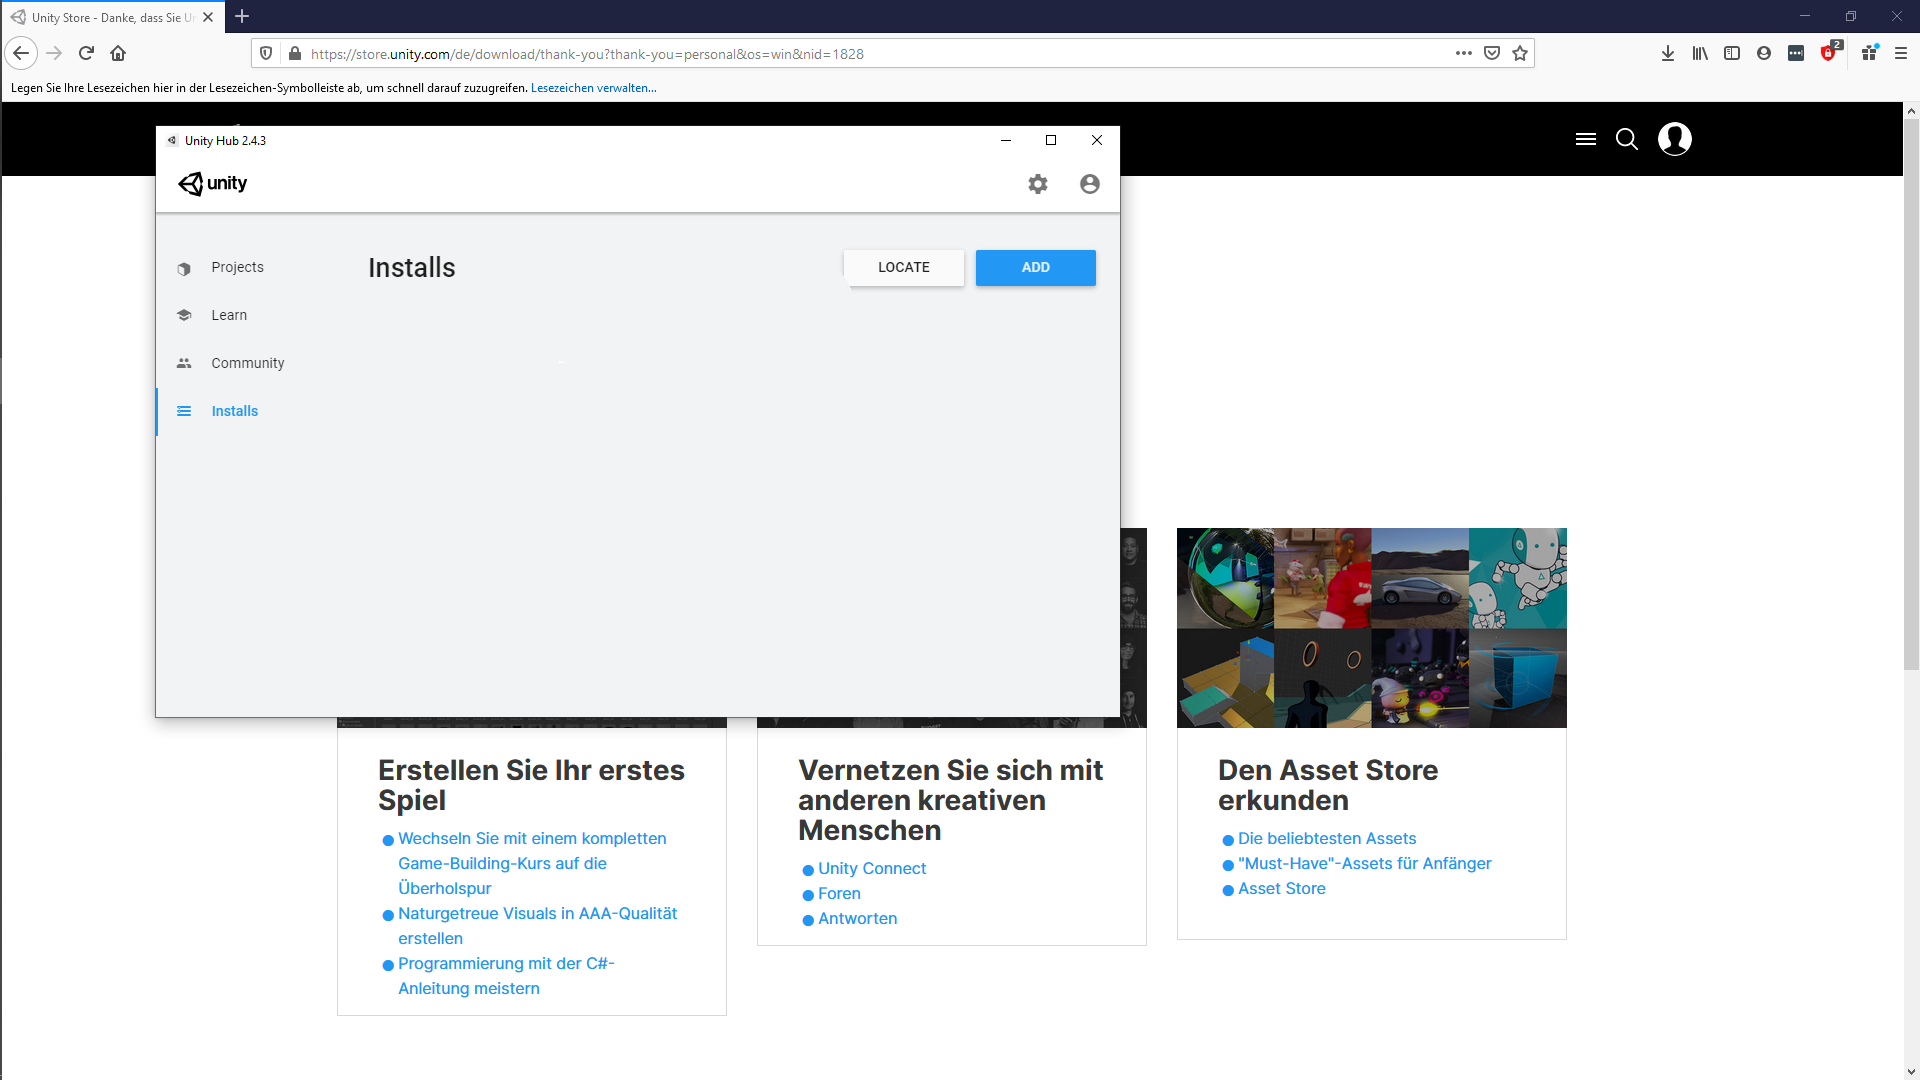 Unity Store - Danke, dass Sie Un
https://store.unity.com/de/download/thank-you?thank-you=personal&os=win&nid=1828
2
Legen Sie Ihre Lesezeichen hier in der Lesezeichen-Symbolleiste ab, um schnell darauf zuzugreifen. Lesezeichen verwalten...
Unity Hub 2.4.3
unity
Projects
Learn
Community
Installs
Installs
LOCATE
ADD
Erstellen Sie Ihr erstes
Spiel
Wechseln Sie mit einem kompletten
Game-Building-Kurs auf die
Überholspur
Naturgetreue Visuals in AAA-Qualität
erstellen
Programmierung mit der C#-
Anleitung meistern
Vernetzen Sie sich mit
anderen kreativen
Menschen
Unity Connect
Foren
Antworten
Den Asset Store
erkunden
Die beliebtesten Assets
"Must-Have"-Assets für Anfänger
Asset Store